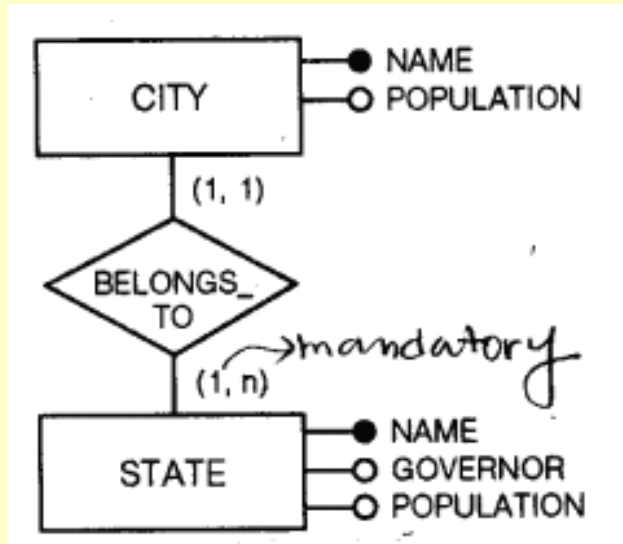 CITY
NAME
POPULATION
(1, 1)
BELONGS_
TO
mandatory
(1, n)
STATE
NAME
GOVERNOR
POPULATION